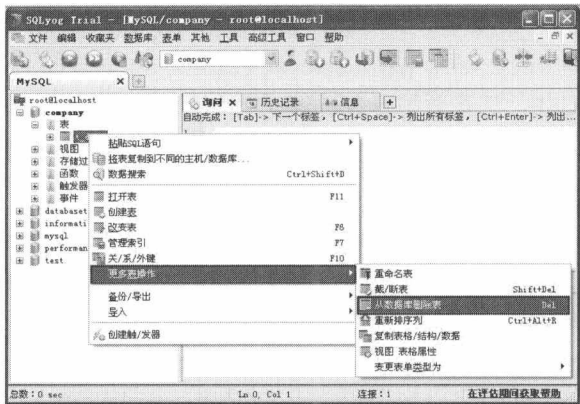 SQLyog Trial - [MySQL/company - root@localhost]
文件 编辑 收藏夹 数据库 表单 其他 工具 高级工具 窗口 帮助
company
MySQL
root@localhost
company
表
视图
存储过
函数
触发器
事件
databaset
informati
mysql
performan
test
询问 历史记录 信息
自动完成: [Tab]-> 下一个标签, [Ctrl+Space]-> 列出所有标签, [Ctrl+Enter]-> 列出...
粘贴SQL语句
拷表复制到不同的主机/数据库...
数据搜索 Ctrl+Shift+D
打开表 F11
创建表
改变表 F6
管理索引 F7
关/系/外键 F10
更多表操作
备份/导出
导入
创建触/发器
重命名表
截/断表 Shift+Del
从数据库删除表 Del
重新排序列 Ctrl+Alt+R
复制表格/结构/数据
视图 表格属性
变更表单类型为
总数:0 sec Ln 0, Col 1 连接:1 在评估期间获取帮助